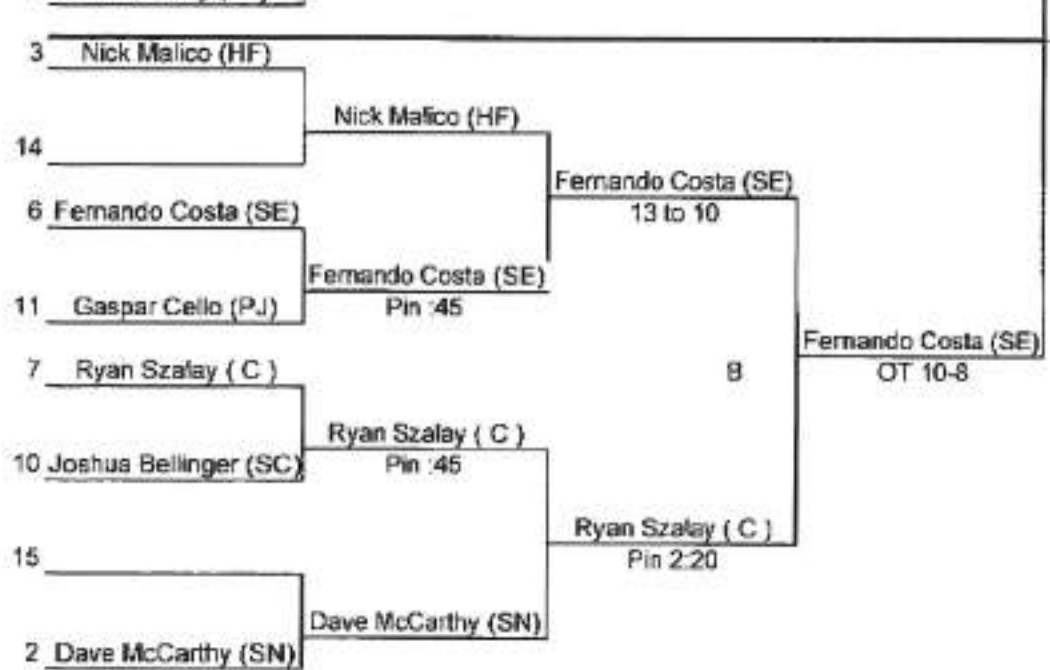 3 Nick Malico (HF)
Nick Malico (HF)
14
Fernando Costa (SE)
13 to 10
6 Fernando Costa (SE)
Fernando Costa (SE)
Pin :45
11 Gaspar Cello (PJ)
Fernando Costa (SE)
OT 10-8
7 Ryan Szalay ( C )
B
Ryan Szalay ( C )
Pin :45
10 Joshua Bellinger (SC)
Ryan Szalay ( C )
Pin 2:20
15
Dave McCarthy (SN)
2 Dave McCarthy (SN)